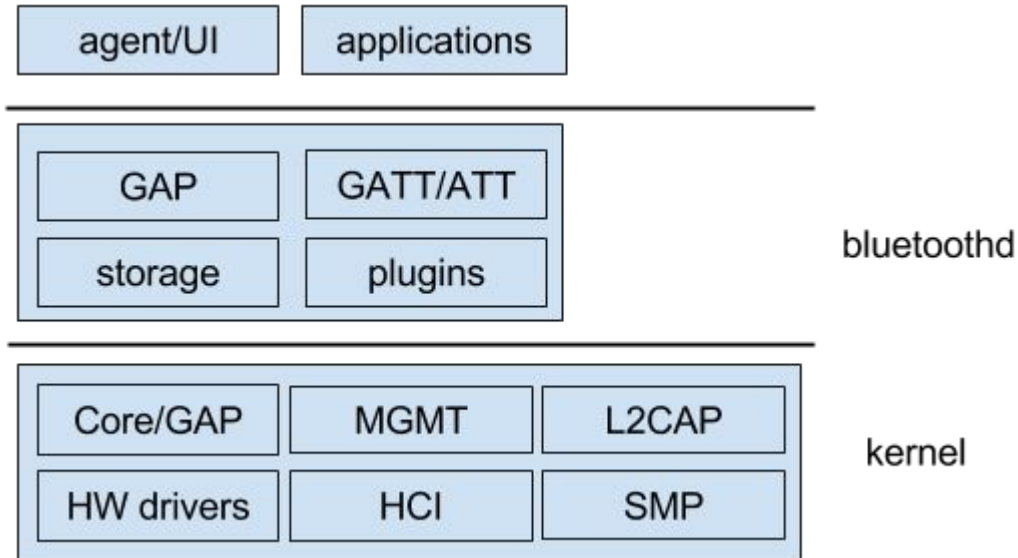 agent/UI
applications
GAP
GATT/ATT
storage
plugins
bluetoothd
Core/GAP
MGMT
L2CAP
HW drivers
HCI
SMP
kernel